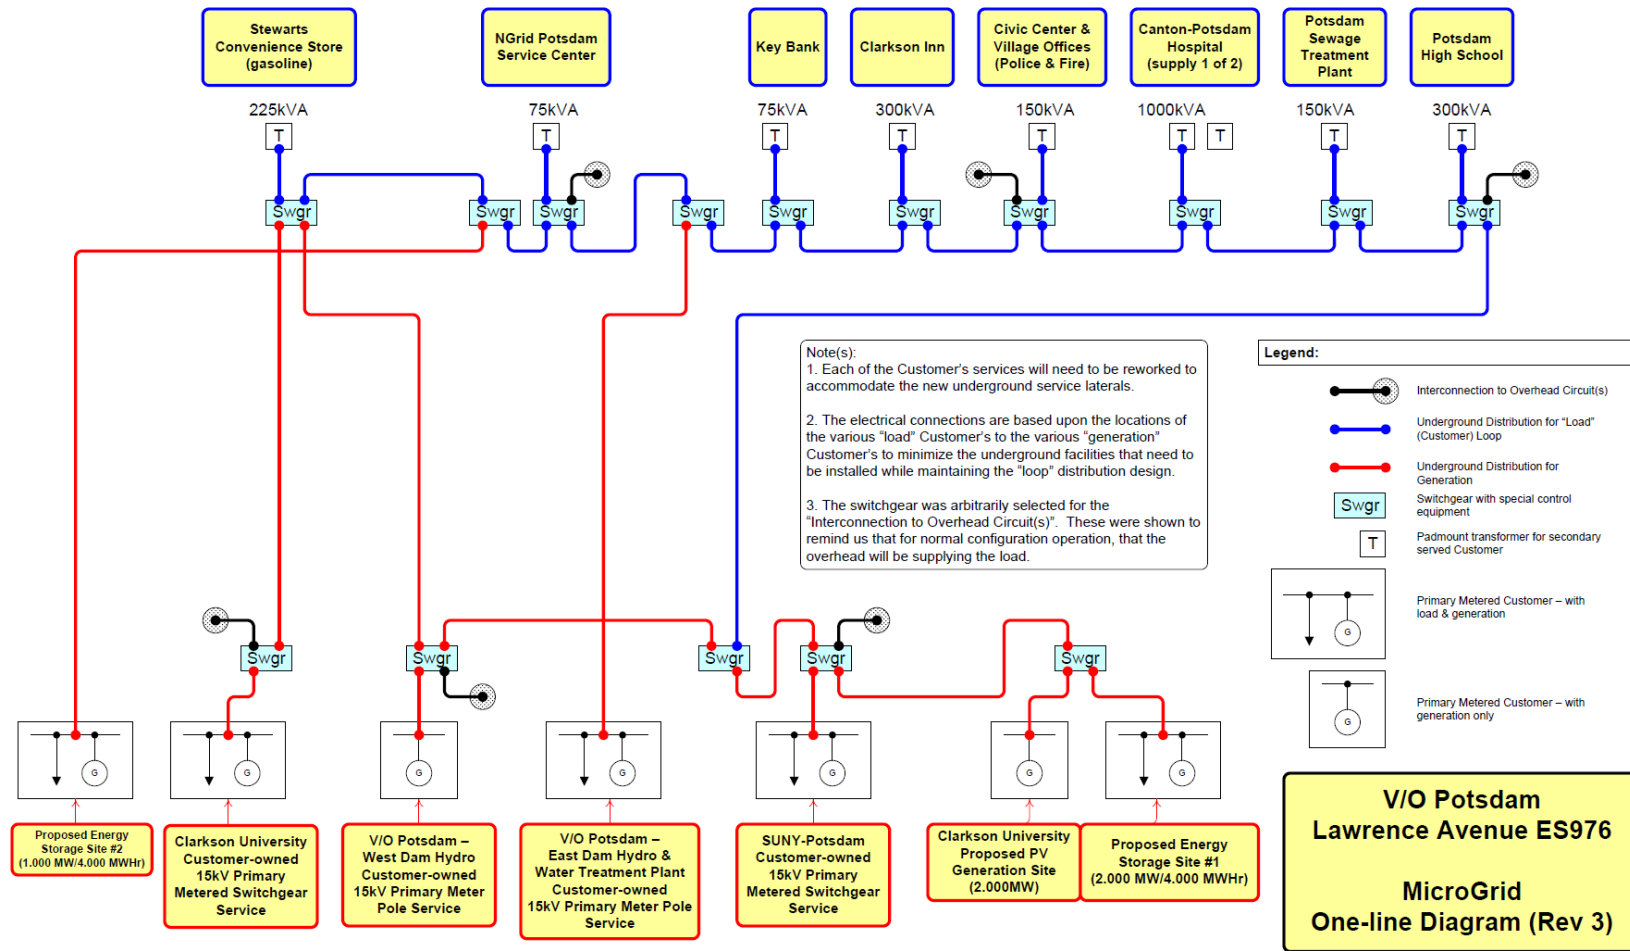 Stewarts
Convenience Store
(gasoline)
NGrid Potsdam
Service Center
Key Bank
Clarkson Inn
Civic Center &
Village Offices
(Police & Fire)
Canton-Potsdam
Hospital
(supply 1 of 2)
Potsdam
Sewage
Treatment
Plant
Potsdam
High School
225kVA
75kVA
75kVA
300kVA
150kVA
1000kVA
150kVA
300kVA
T
T
T
T
T
T
T
T
T
Swgr
Swgr
Swgr
Swgr
Swgr
Swgr
Swgr
Swgr
Swgr
Swgr
Note(s):
1. Each of the Customer's services will need to be reworked to
accommodate the new underground service laterals.
2. The electrical connections are based upon the locations of
the various "load" Customer's to the various "generation"
Customer's to minimize the underground facilities that need to
be installed while maintaining the "loop" distribution design.
3. The switchgear was arbitrarily selected for the
"Interconnection to Overhead Circuit(s)". These were shown to
remind us that for normal configuration operation, that the
overhead will be supplying the load.
Legend:
Interconnection to Overhead Circuit(s)
Underground Distribution for "Load"
(Customer) Loop
Underground Distribution for
Generation
Swgr
Switchgear with special control
equipment
T
Padmount transformer for secondary
served Customer
G
Primary Metered Customer – with
load & generation
G
Primary Metered Customer – with
generation only
Swgr
Swgr
Swgr
Swgr
Swgr
G
G
G
G
G
G
G
Proposed Energy
Storage Site #2
(1.000 MW/4.000 MWHr)
Clarkson University
Customer-owned
15kV Primary
Metered Switchgear
Service
V/O Potsdam –
West Dam Hydro
Customer-owned
15kV Primary Meter
Pole Service
V/O Potsdam –
East Dam Hydro &
Water Treatment Plant
Customer-owned
15kV Primary Meter Pole
Service
SUNY-Potsdam
Customer-owned
15kV Primary
Metered Switchgear
Service
Clarkson University
Proposed PV
Generation Site
(2.000MW)
Proposed Energy
Storage Site #1
(2.000 MW/4.000 MWHr)
V/O Potsdam
Lawrence Avenue ES976
MicroGrid
One-line Diagram (Rev 3)